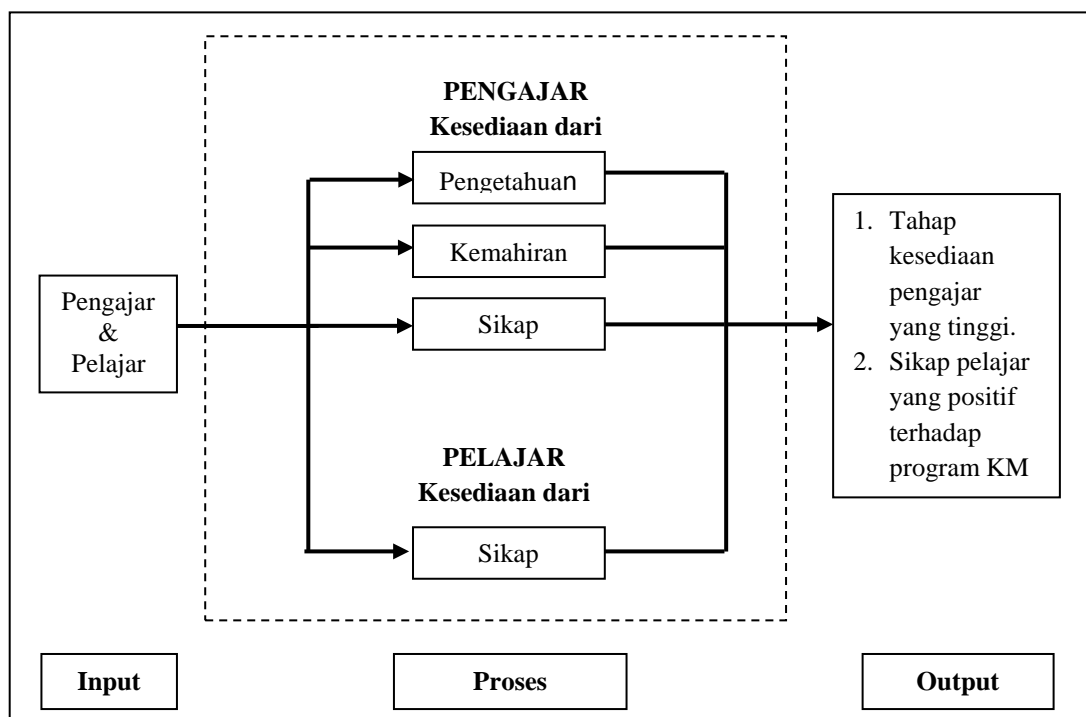 PENGAJAR
Kesediaan dari
Pengetahuan
Kemahiran
Sikap
Pengajar
&
Pelajar
PELAJAR
Kesediaan dari
Sikap
1. Tahap
kesediaan
pengajar
yang tinggi.
2. Sikap pelajar
yang positif
terhadap
program KM
Input
Proses
Output